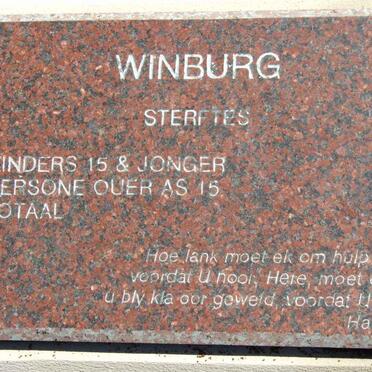 WINBURG
STERFTES
INDERS 15 & JONGER
ERSONE OUER AS 15
OTAAL
Hoe lank moet ek om hulp
voordat U hoor, Here, moet
u bly kla oor geweld, voordat U
Ha